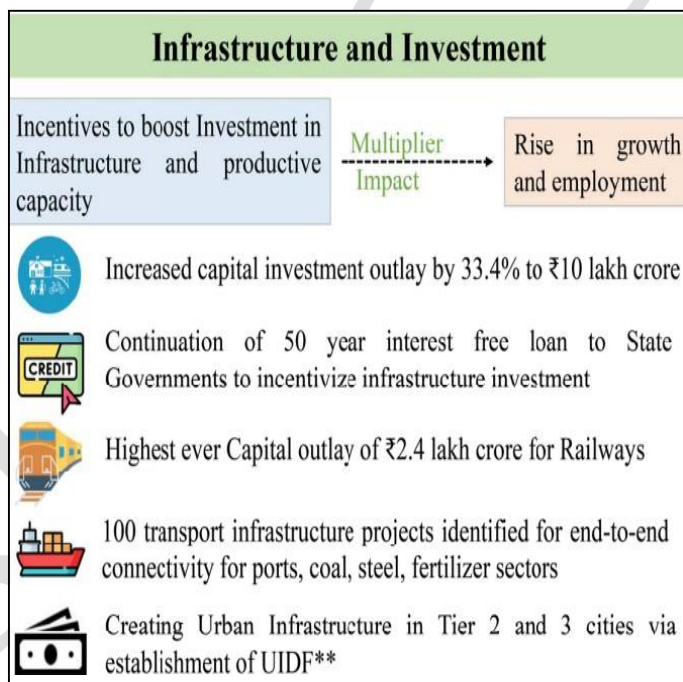 Infrastructure and Investment
Incentives to boost Investment in
Infrastructure and productive
capacity
Multiplier
Impact
Rise in growth
and employment
Increased capital investment outlay by 33.4% to ₹10 lakh crore
CREDIT
Continuation of 50 year interest free loan to State
Governments to incentivize infrastructure investment
Highest ever Capital outlay of ₹2.4 lakh crore for Railways
100 transport infrastructure projects identified for end-to-end
connectivity for ports, coal, steel, fertilizer sectors
Creating Urban Infrastructure in Tier 2 and 3 cities via
establishment of UIDF**